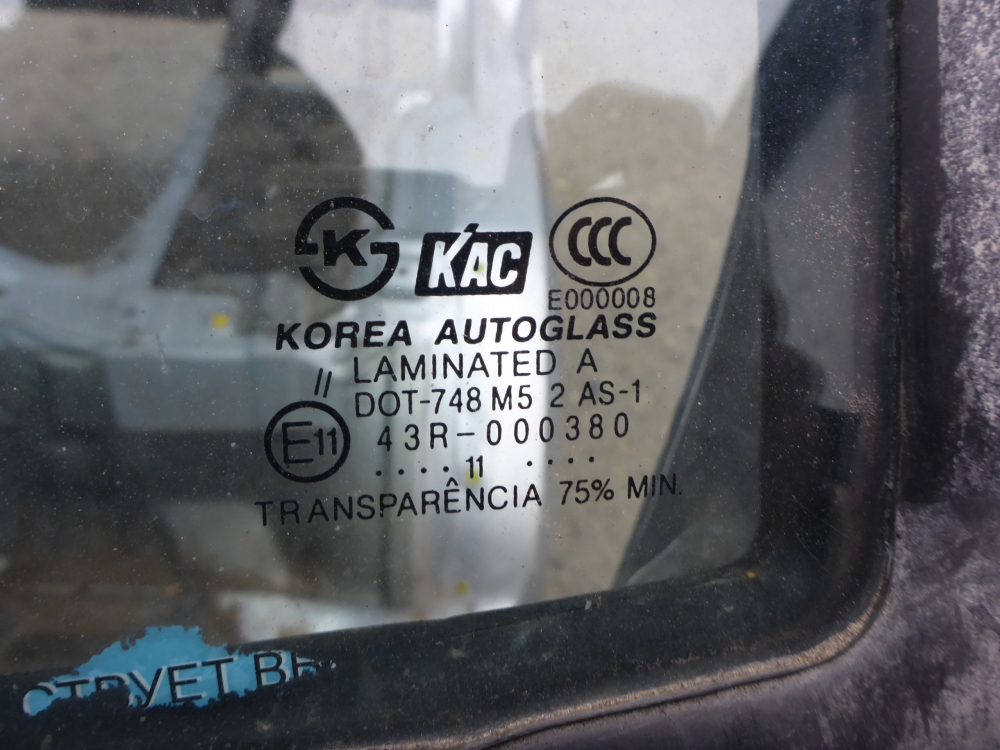 K KAC CCC
E000008
KOREA AUTOGLASS
// LAMINATED A
DOT-748 M5 2 AS-1
E11 43R-000380
....11 ....
TRANSPARÊNCIA 75% MIN.